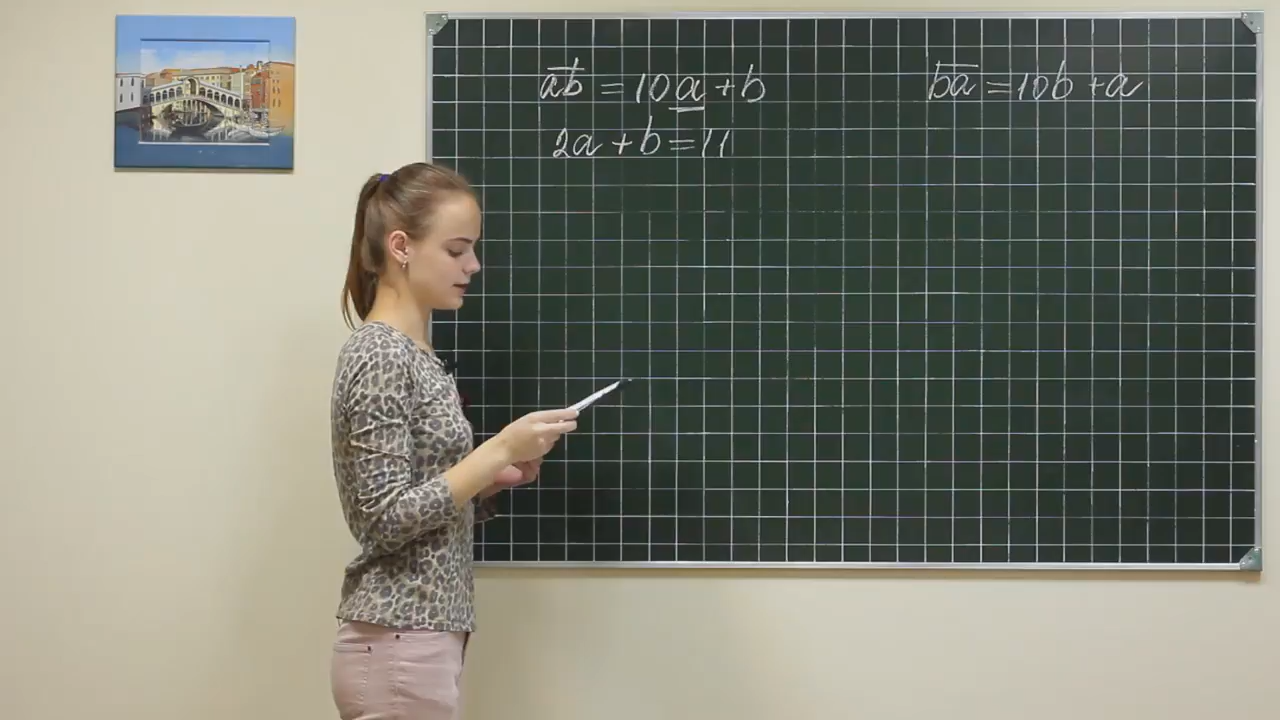 ab̅ = 10a + b
2a + b = 11
ba̅ = 10b + a